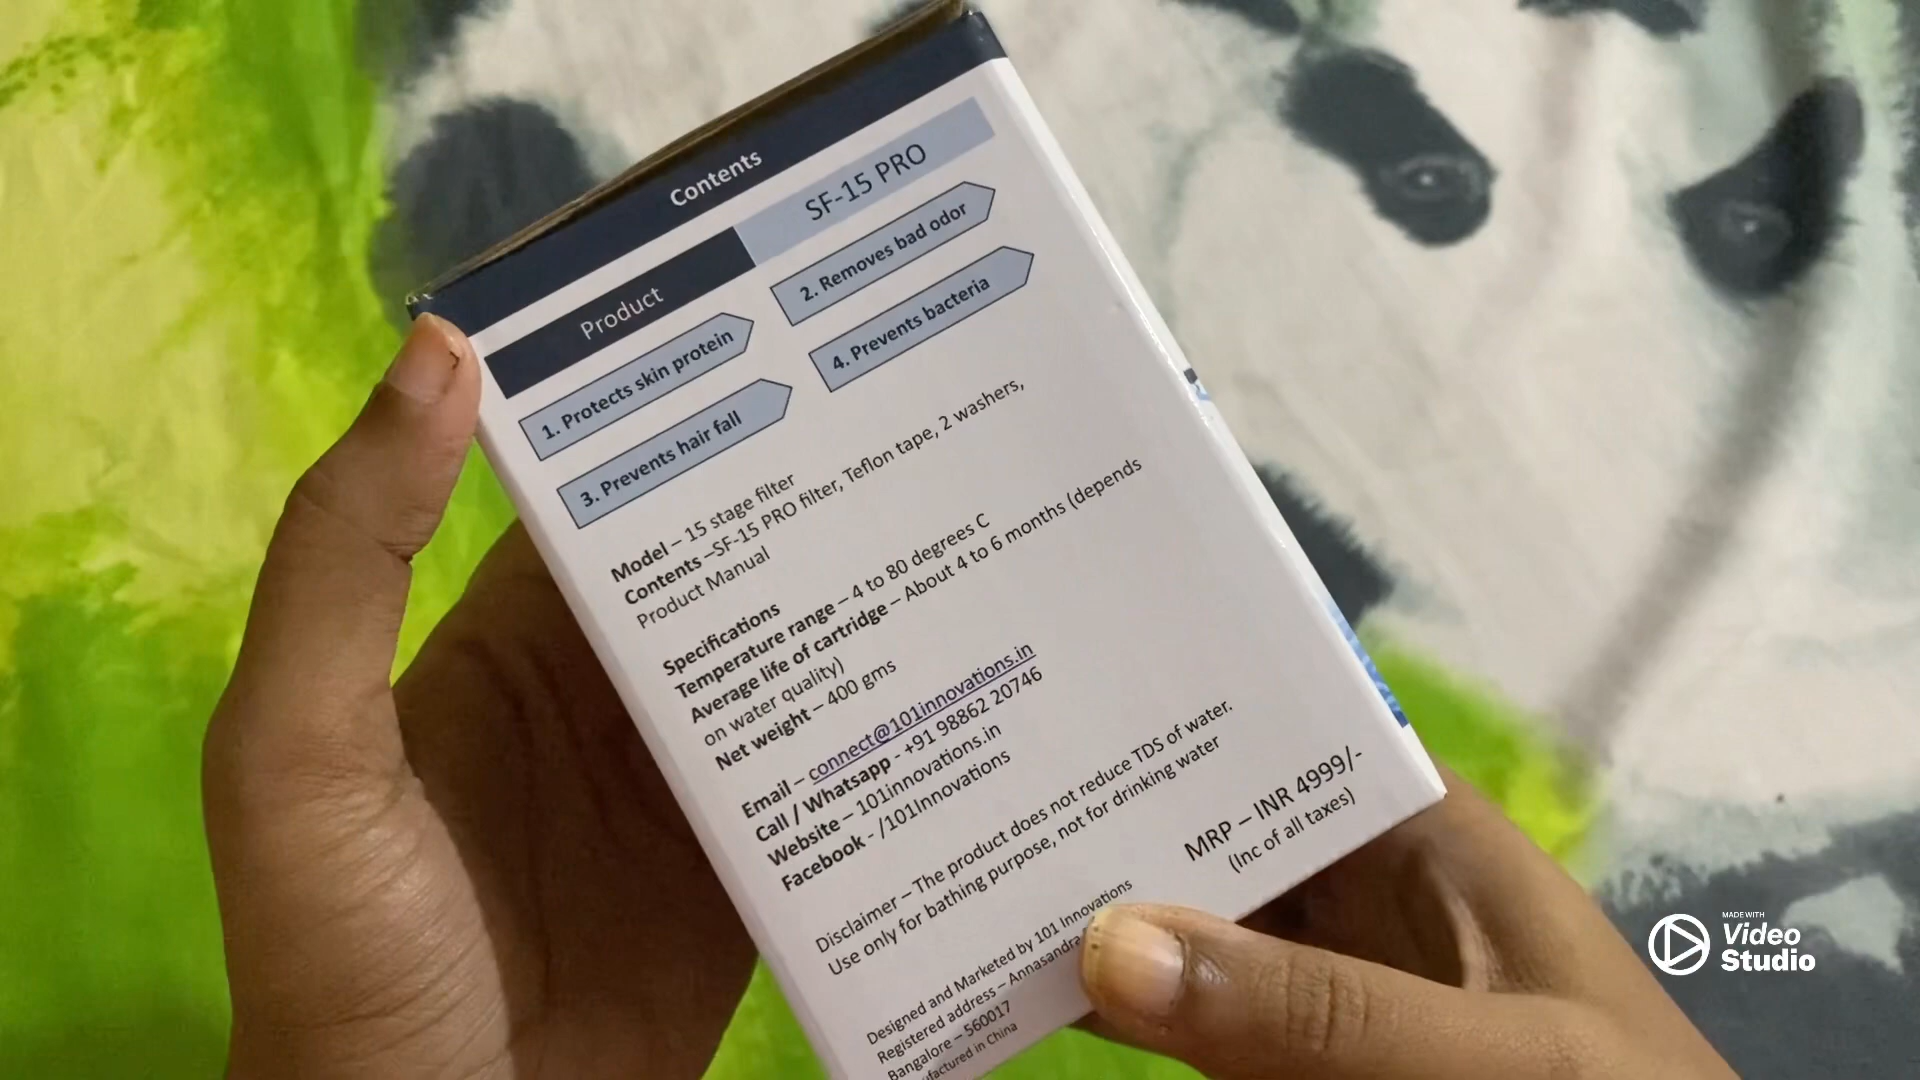 Contents
Product SF-15 PRO
1. Protects skin protein 2. Removes bad odor
3. Prevents hair fall 4. Prevents bacteria
Model – 15 stage filter
Contents –SF-15 PRO filter, Teflon tape, 2 washers,
Product Manual
Specifications
Temperature range – 4 to 80 degrees C
Average life of cartridge – About 4 to 6 months (depends
on water quality)
Net weight – 400 gms
Email – connect@101innovations.in
Call / Whatsapp - +91 98862 20746
Website – 101innovations.in
Facebook - /101Innovations
Disclaimer – The product does not reduce TDS of water.
Use only for bathing purpose, not for drinking water
MRP – INR 4999/-
(Inc of all taxes)
Designed and Marketed by 101 Innovations
Registered address –
Bangalore – 560017
in China
MADE WITH
Video
Studio